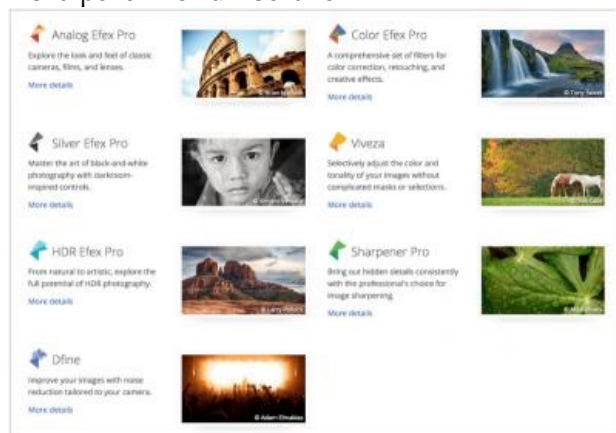 Analog Efex Pro
Explore the look and feel of classic
cameras, films, and lenses.
More details
Color Efex Pro
A comprehensive set of filters for
color correction, retouching, and
creative effects.
More details
© Tony Sweet
Silver Efex Pro
Master the art of black-and-white
photography with darkroom-
inspired controls.
More details
Viveza
Selectively adjust the color and
tonality of your images without
complicated masks or selections.
More details
HDR Efex Pro
From natural to artistic, explore the
full potential of HDR photography.
More details
Sharpener Pro
Bring out hidden details consistently
with the professional's choice for
image sharpening.
More details
Dfine
Improve your images with noise
reduction tailored to your camera.
More details
© Adam Elmakias